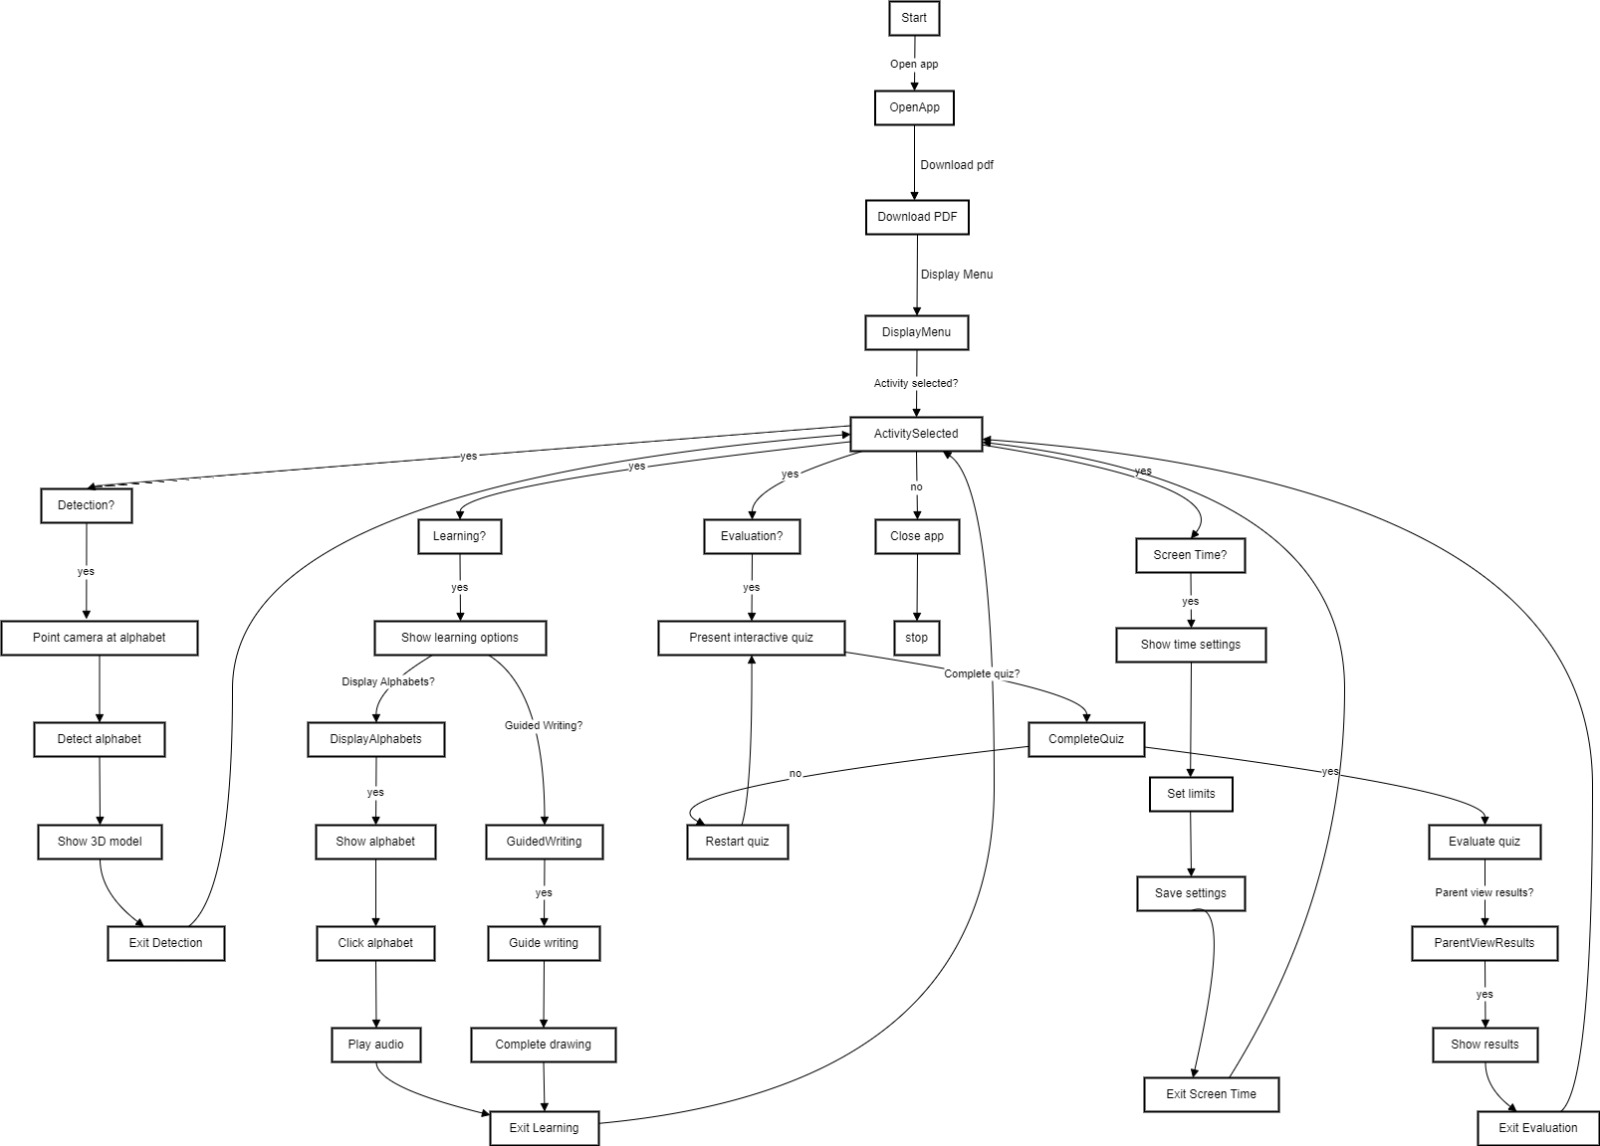 Start
Open app
OpenApp
Download pdf
Download PDF
Display Menu
DisplayMenu
Activity selected?
ActivitySelected
yes
yes
yes
no
yes
Detection?
Learning?
Evaluation?
Close app
Screen Time?
yes
yes
yes
yes
Point camera at alphabet
Show learning options
Present interactive quiz
stop
Show time settings
Display Alphabets?
Complete quiz?
Guided Writing?
Detect alphabet
DisplayAlphabets
CompleteQuiz
yes
no
yes
Set limits
Show 3D model
Show alphabet
GuidedWriting
Restart quiz
Evaluate quiz
yes
Save settings
Parent view results?
Exit Detection
Click alphabet
Guide writing
ParentViewResults
yes
Play audio
Complete drawing
Show results
Exit Screen Time
Exit Learning
Exit Evaluation